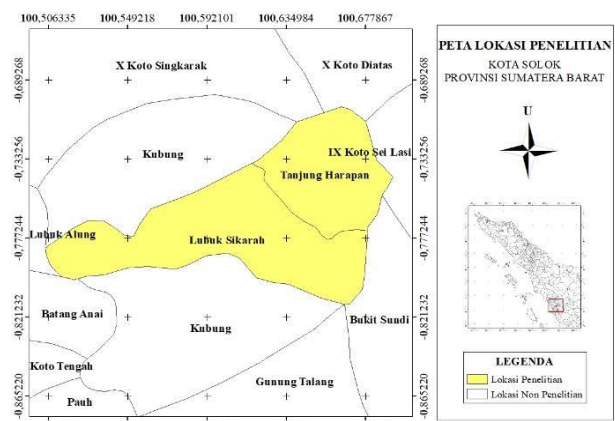 100,506335 100,549218 100,592101 100,634984 100,677867
-0,689268
-0,733256
-0,777244
-0,821232
-0,865220
X Koto Singkarak
X Koto Diatas
Kubung
IX Koto Sei Lasi
Tanjung Harapan
Lubuk Alung
Lubuk Sikarah
Batang Anai
Kubung
Bukit Sundi
Koto Tengah
Gunung Talang
Pauh
-0,689268
-0,733256
-0,777244
-0,821232
-0,865220
PETA LOKASI PENELITIAN
KOTA SOLOK
PROVINSI SUMATERA BARAT
U
LEGENDA
Lokasi Penelitian
Lokasi Non Penelitian